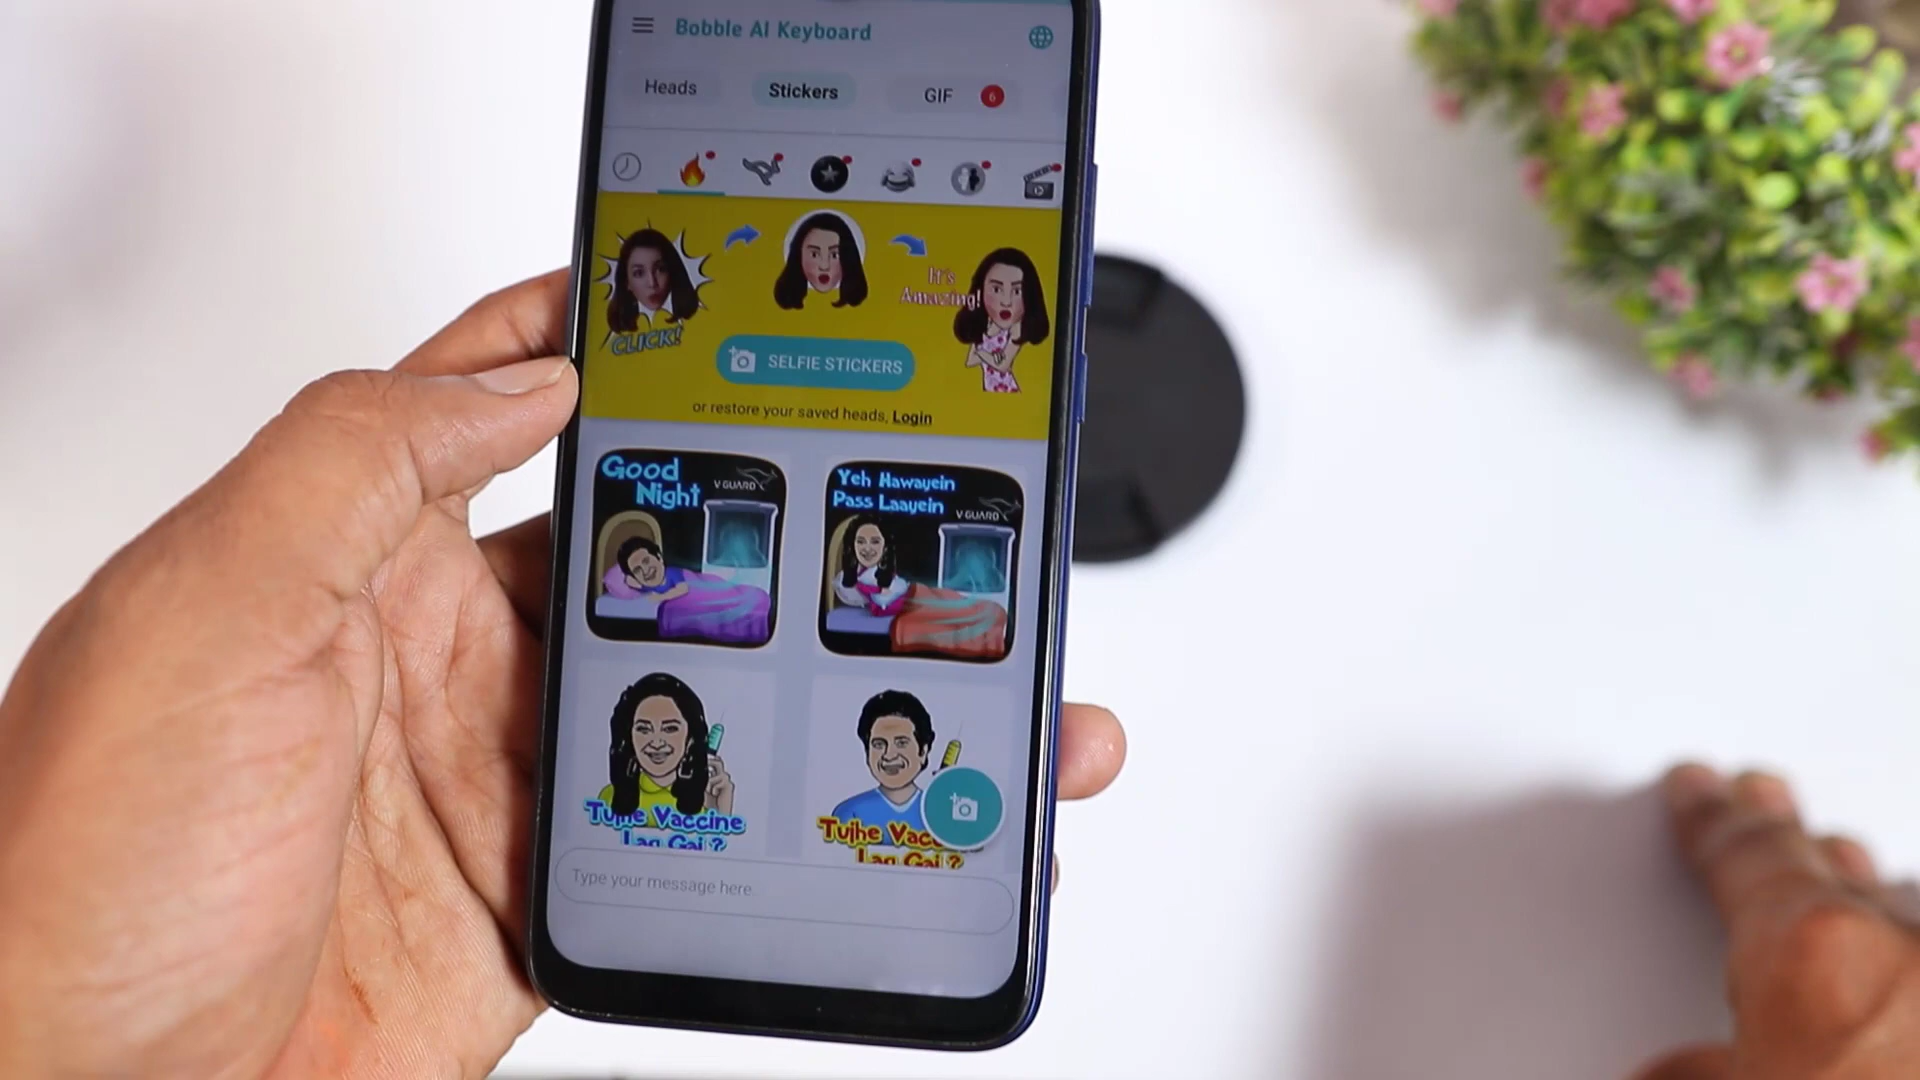 Bobble AI Keyboard
Heads
Stickers
GIF
6
CLICK!
It's
Amazing!
SELFIE STICKERS
or restore your saved heads, Login
Good
Night
V GUARD
Yeh Hawayein
Pass Laayein
V GUARD
Tujhe Vaccine
Lag Gai ?
Tujhe Vacc
Lag Gai ?
Type your message here